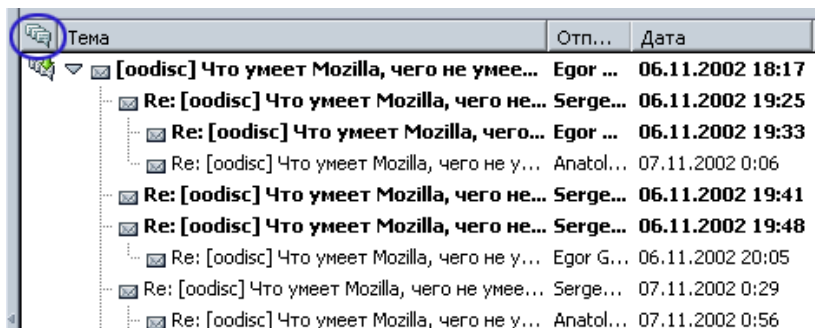 Тема Отп... Дата
[oodisc] Что умеет Mozilla, чего не умее... Egor ... 06.11.2002 18:17
Re: [oodisc] Что умеет Mozilla, чего не... Serge... 06.11.2002 19:25
Re: [oodisc] Что умеет Mozilla, чего... Egor ... 06.11.2002 19:33
Re: [oodisc] Что умеет Mozilla, чего не у... Anatol... 07.11.2002 0:06
Re: [oodisc] Что умеет Mozilla, чего не... Serge... 06.11.2002 19:41
Re: [oodisc] Что умеет Mozilla, чего не... Serge... 06.11.2002 19:48
Re: [oodisc] Что умеет Mozilla, чего не у... Egor G... 06.11.2002 20:05
Re: [oodisc] Что умеет Mozilla, чего не умее... Serge... 07.11.2002 0:29
Re: [oodisc] Что умеет Mozilla, чего не у... Anatol... 07.11.2002 0:56